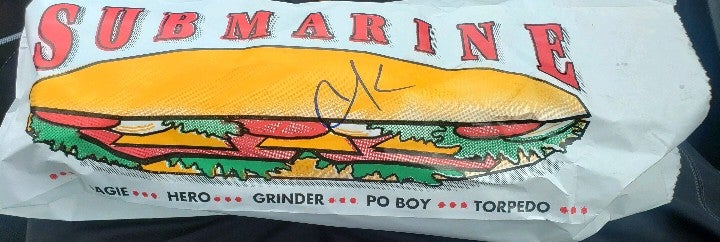 SUBMARINE
AGIE ••• HERO ••• GRINDER ••• PO BOY ••• TORPEDO •••